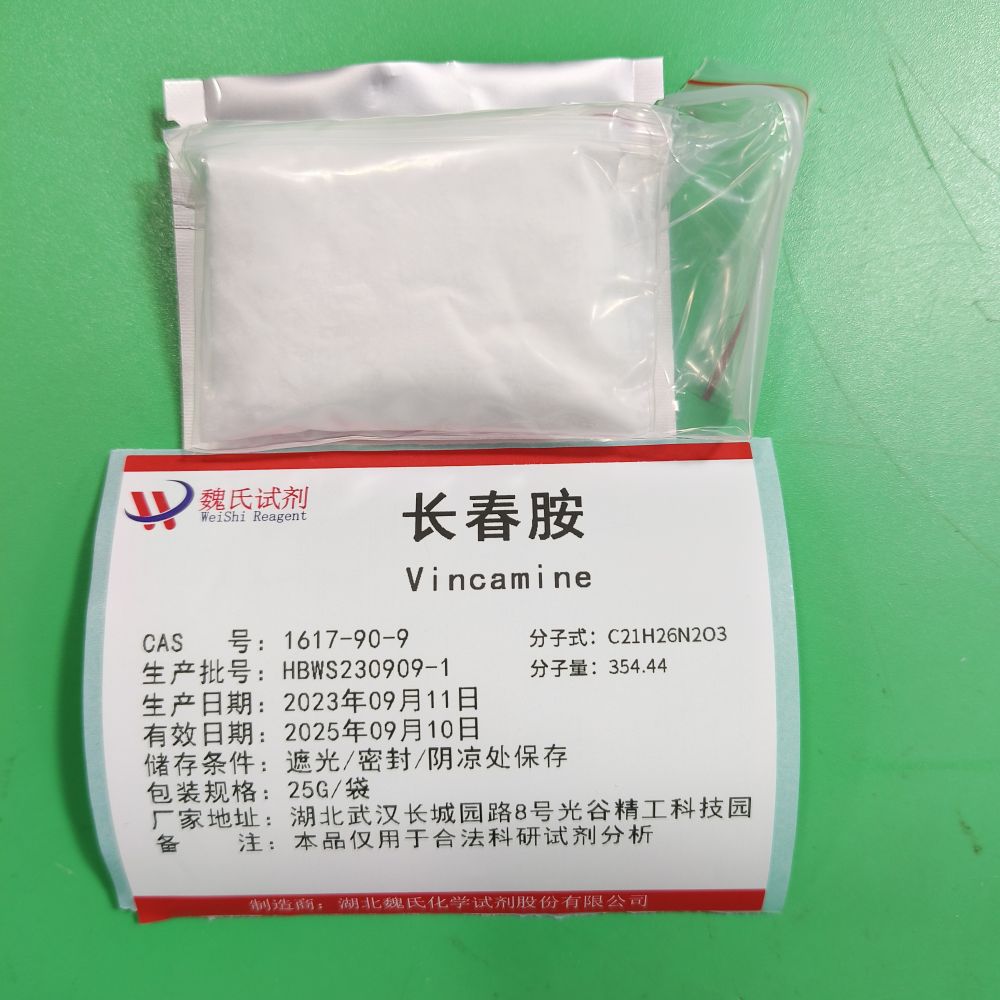 魏氏试剂
WeiShi Reagent
长春胺
Vincamine
CAS 号：1617-90-9
分子式：C21H26N2O3
生产批号：HBWS230909-1
分子量：354.44
生产日期：2023年09月11日
有效日期：2025年09月10日
储存条件：遮光/密封/阴凉处保存
包装规格：25G/袋
厂家地址：湖北武汉长城园路8号光谷精工科技园
备 注：本品仅用于合法科研试剂分析
制造商：湖北魏氏化学试剂股份有限公司